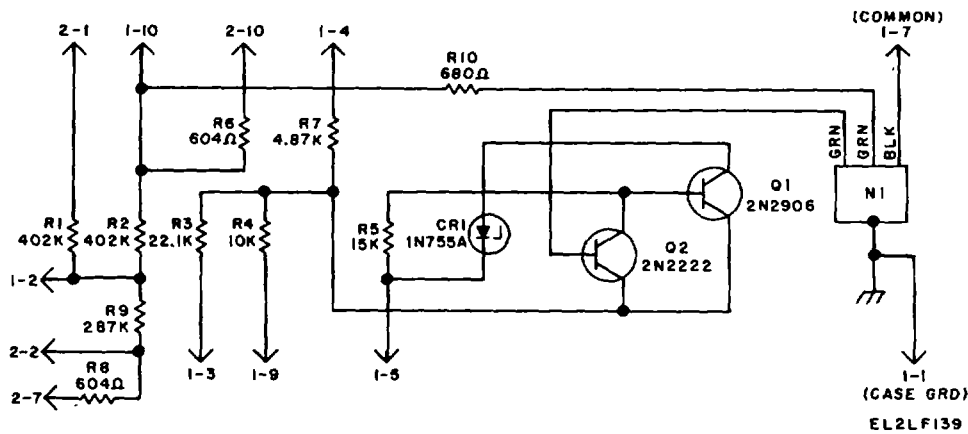 (COMMON)
2-1 1-10 2-10 1-4 1-7
R10
680Ω
R6
604Ω
R7
4.87K
GRN
GRN
BLK
N1
Q1
2N2906
R1
402K
R2
402K
R3
22.1K
R4
10K
R5
15K
CR1
1N755A
Q2
2N2222
1-2
R9
287K
2-2
R8
604Ω
2-7
1-3 1-9 1-5
1-1
(CASE GRD)
EL2LF139